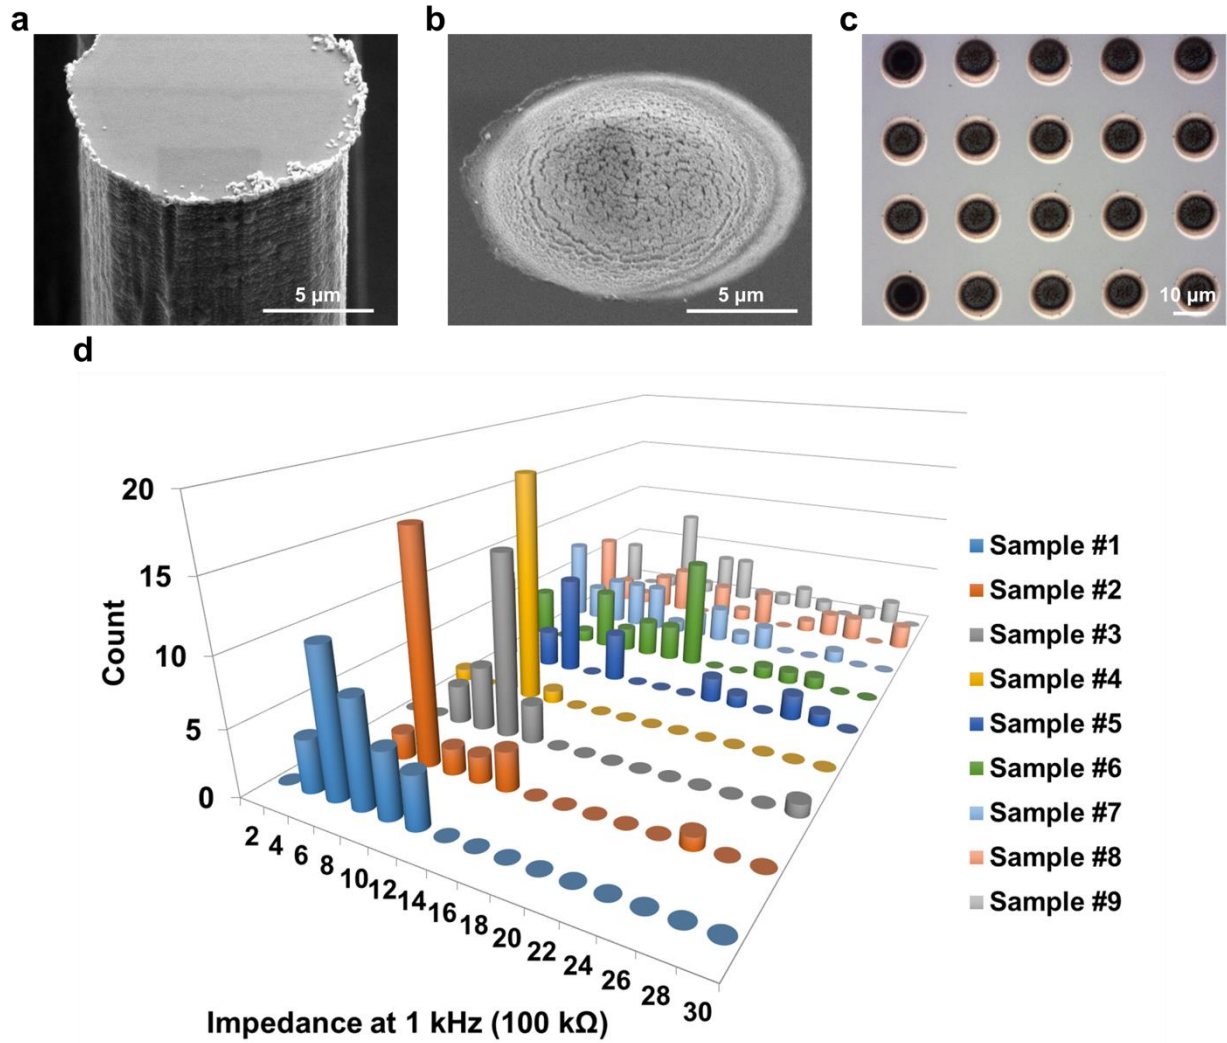 a
b
c
5 µm
5 µm
10 µm
d
20
15
10
5
0
Count
2
4
6
8
10
12
14
16
18
20
22
24
26
28
30
Impedance at 1 kHz (100 kΩ)
Sample #1
Sample #2
Sample #3
Sample #4
Sample #5
Sample #6
Sample #7
Sample #8
Sample #9